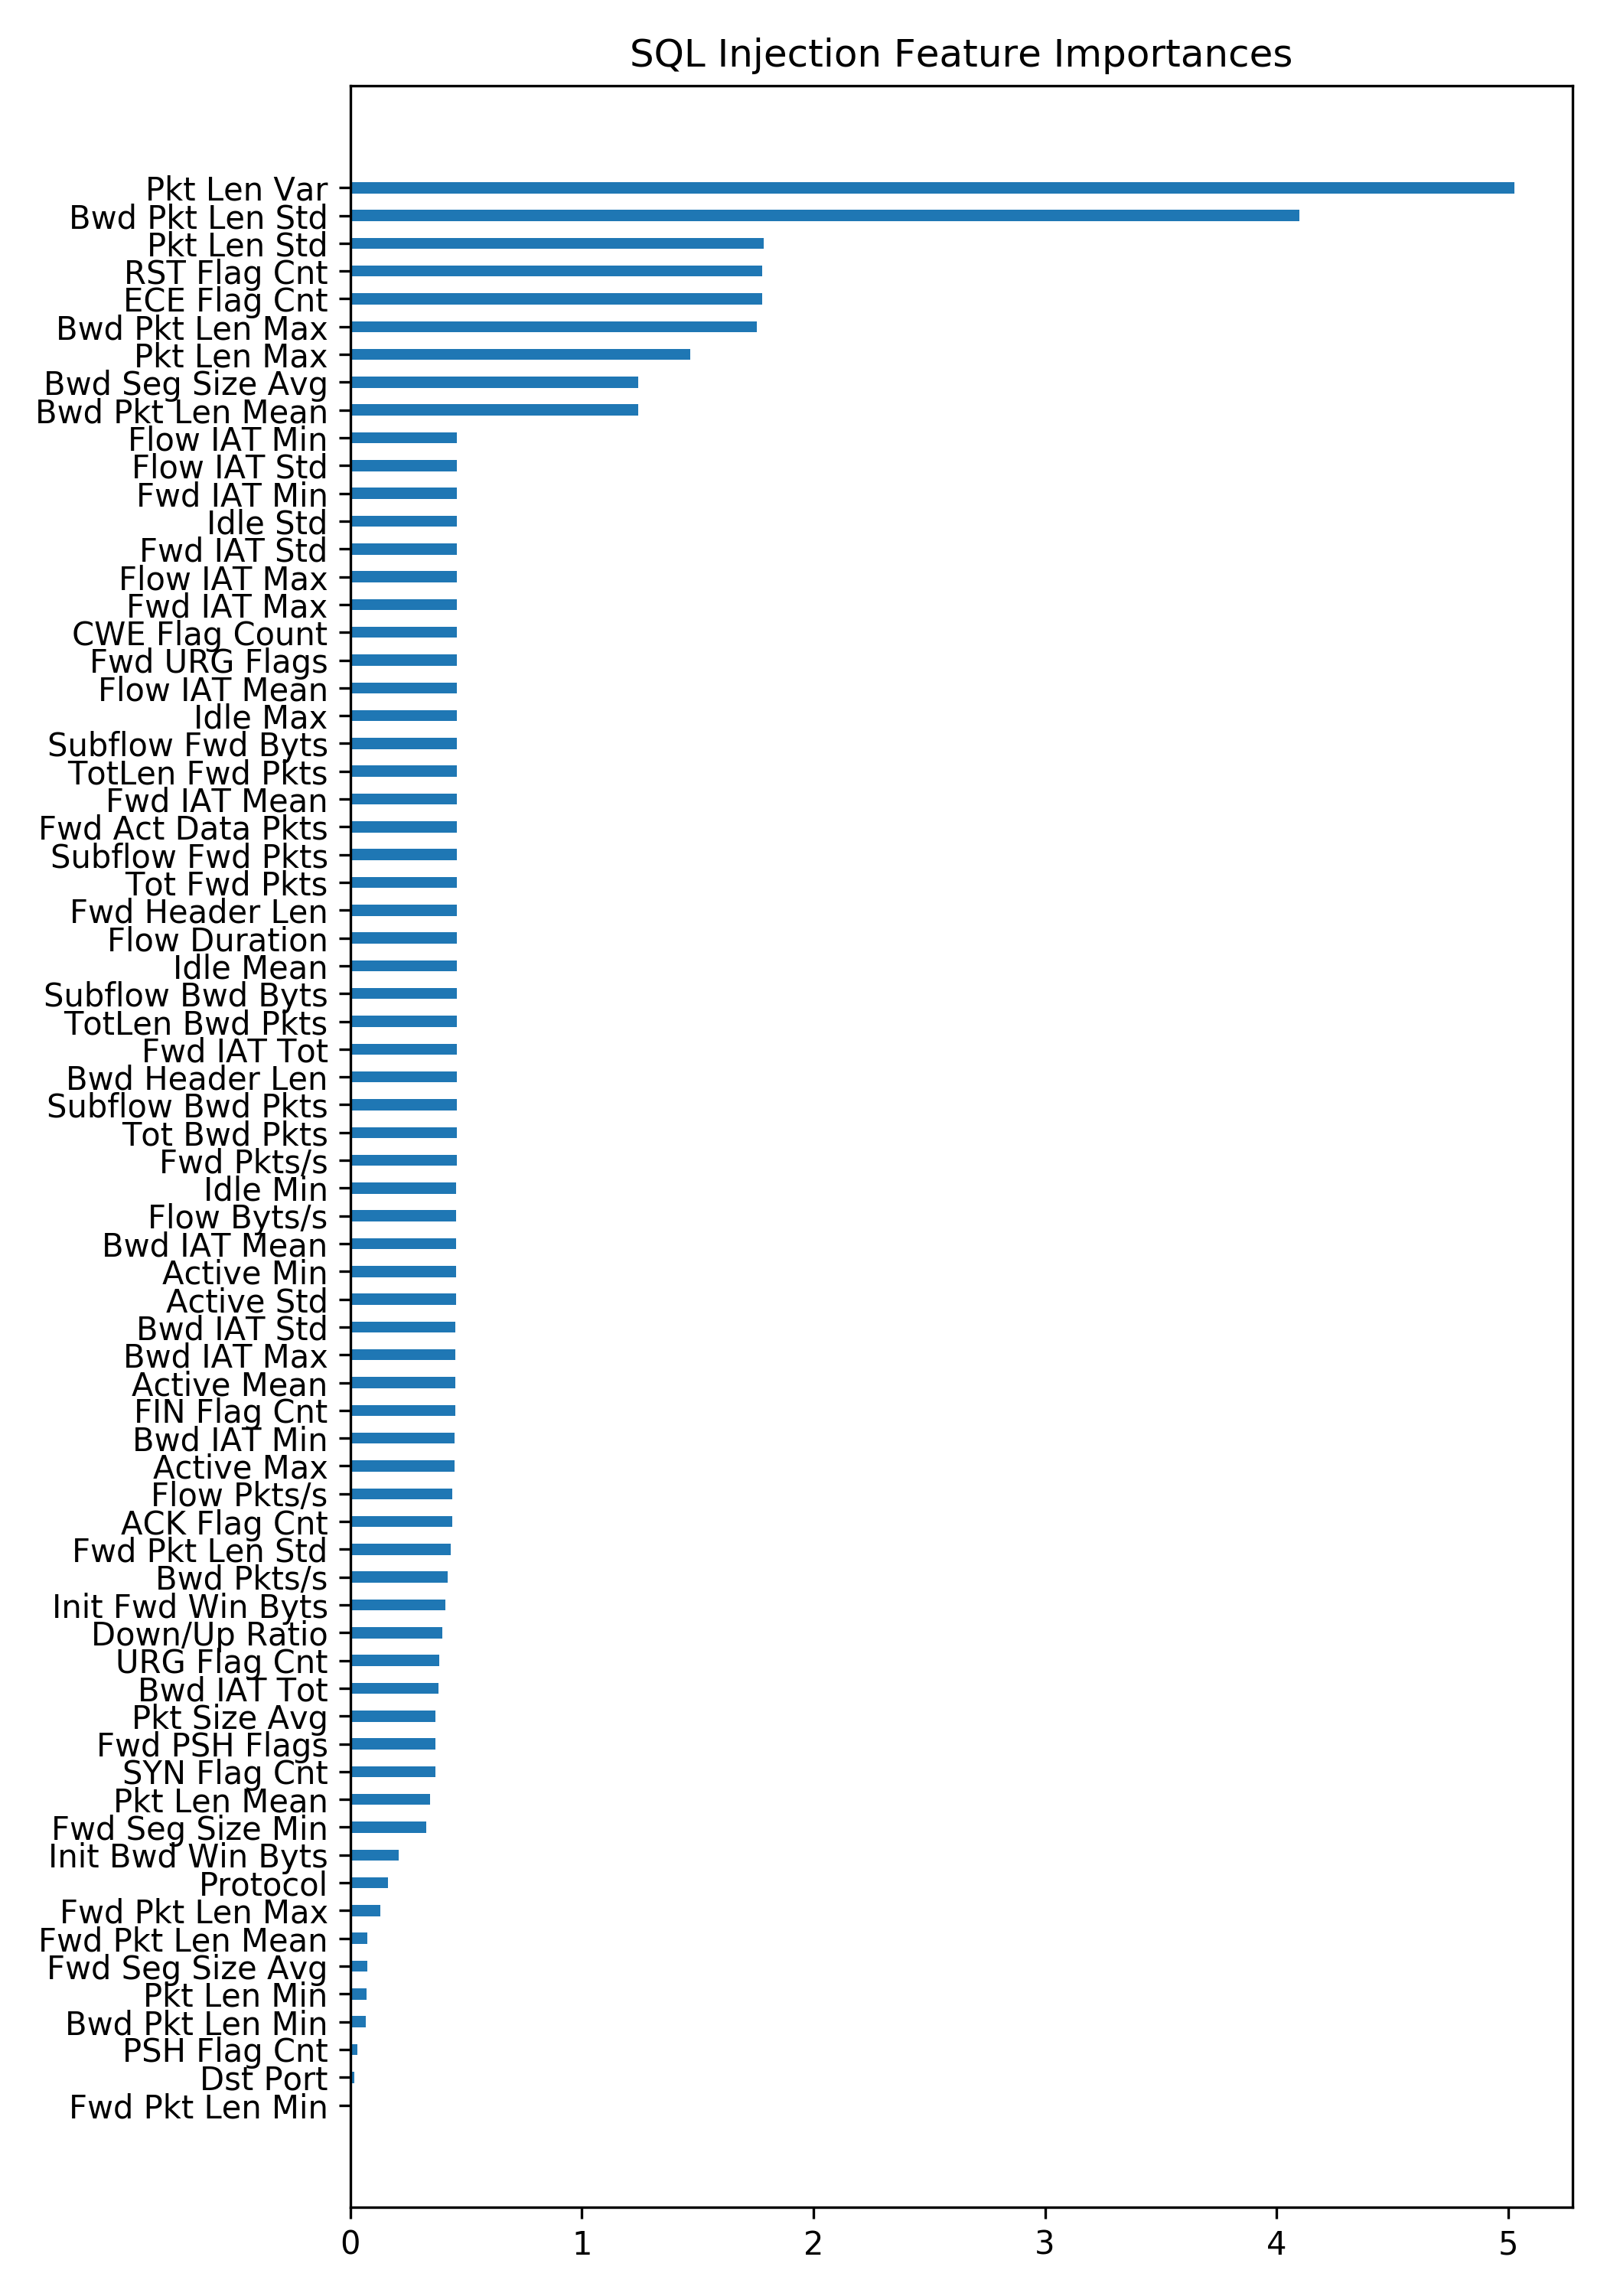 SQL Injection Feature Importances
Pkt Len Var
Bwd Pkt Len Std
Pkt Len Std
RST Flag Cnt
ECE Flag Cnt
Bwd Pkt Len Max
Pkt Len Max
Bwd Seg Size Avg
Bwd Pkt Len Mean
Flow IAT Min
Flow IAT Std
Fwd IAT Min
Idle Std
Fwd IAT Std
Flow IAT Max
Fwd IAT Max
CWE Flag Count
Fwd URG Flags
Flow IAT Mean
Idle Max
Subflow Fwd Byts
TotLen Fwd Pkts
Fwd IAT Mean
Fwd Act Data Pkts
Subflow Fwd Pkts
Tot Fwd Pkts
Fwd Header Len
Flow Duration
Idle Mean
Subflow Bwd Byts
TotLen Bwd Pkts
Fwd IAT Tot
Bwd Header Len
Subflow Bwd Pkts
Tot Bwd Pkts
Fwd Pkts/s
Idle Min
Flow Byts/s
Bwd IAT Mean
Active Min
Active Std
Bwd IAT Std
Bwd IAT Max
Active Mean
FIN Flag Cnt
Bwd IAT Min
Active Max
Flow Pkts/s
ACK Flag Cnt
Fwd Pkt Len Std
Bwd Pkts/s
Init Fwd Win Byts
Down/Up Ratio
URG Flag Cnt
Bwd IAT Tot
Pkt Size Avg
Fwd PSH Flags
SYN Flag Cnt
Pkt Len Mean
Fwd Seg Size Min
Init Bwd Win Byts
Protocol
Fwd Pkt Len Max
Fwd Pkt Len Mean
Fwd Seg Size Avg
Pkt Len Min
Bwd Pkt Len Min
PSH Flag Cnt
Dst Port
Fwd Pkt Len Min
0 1 2 3 4 5